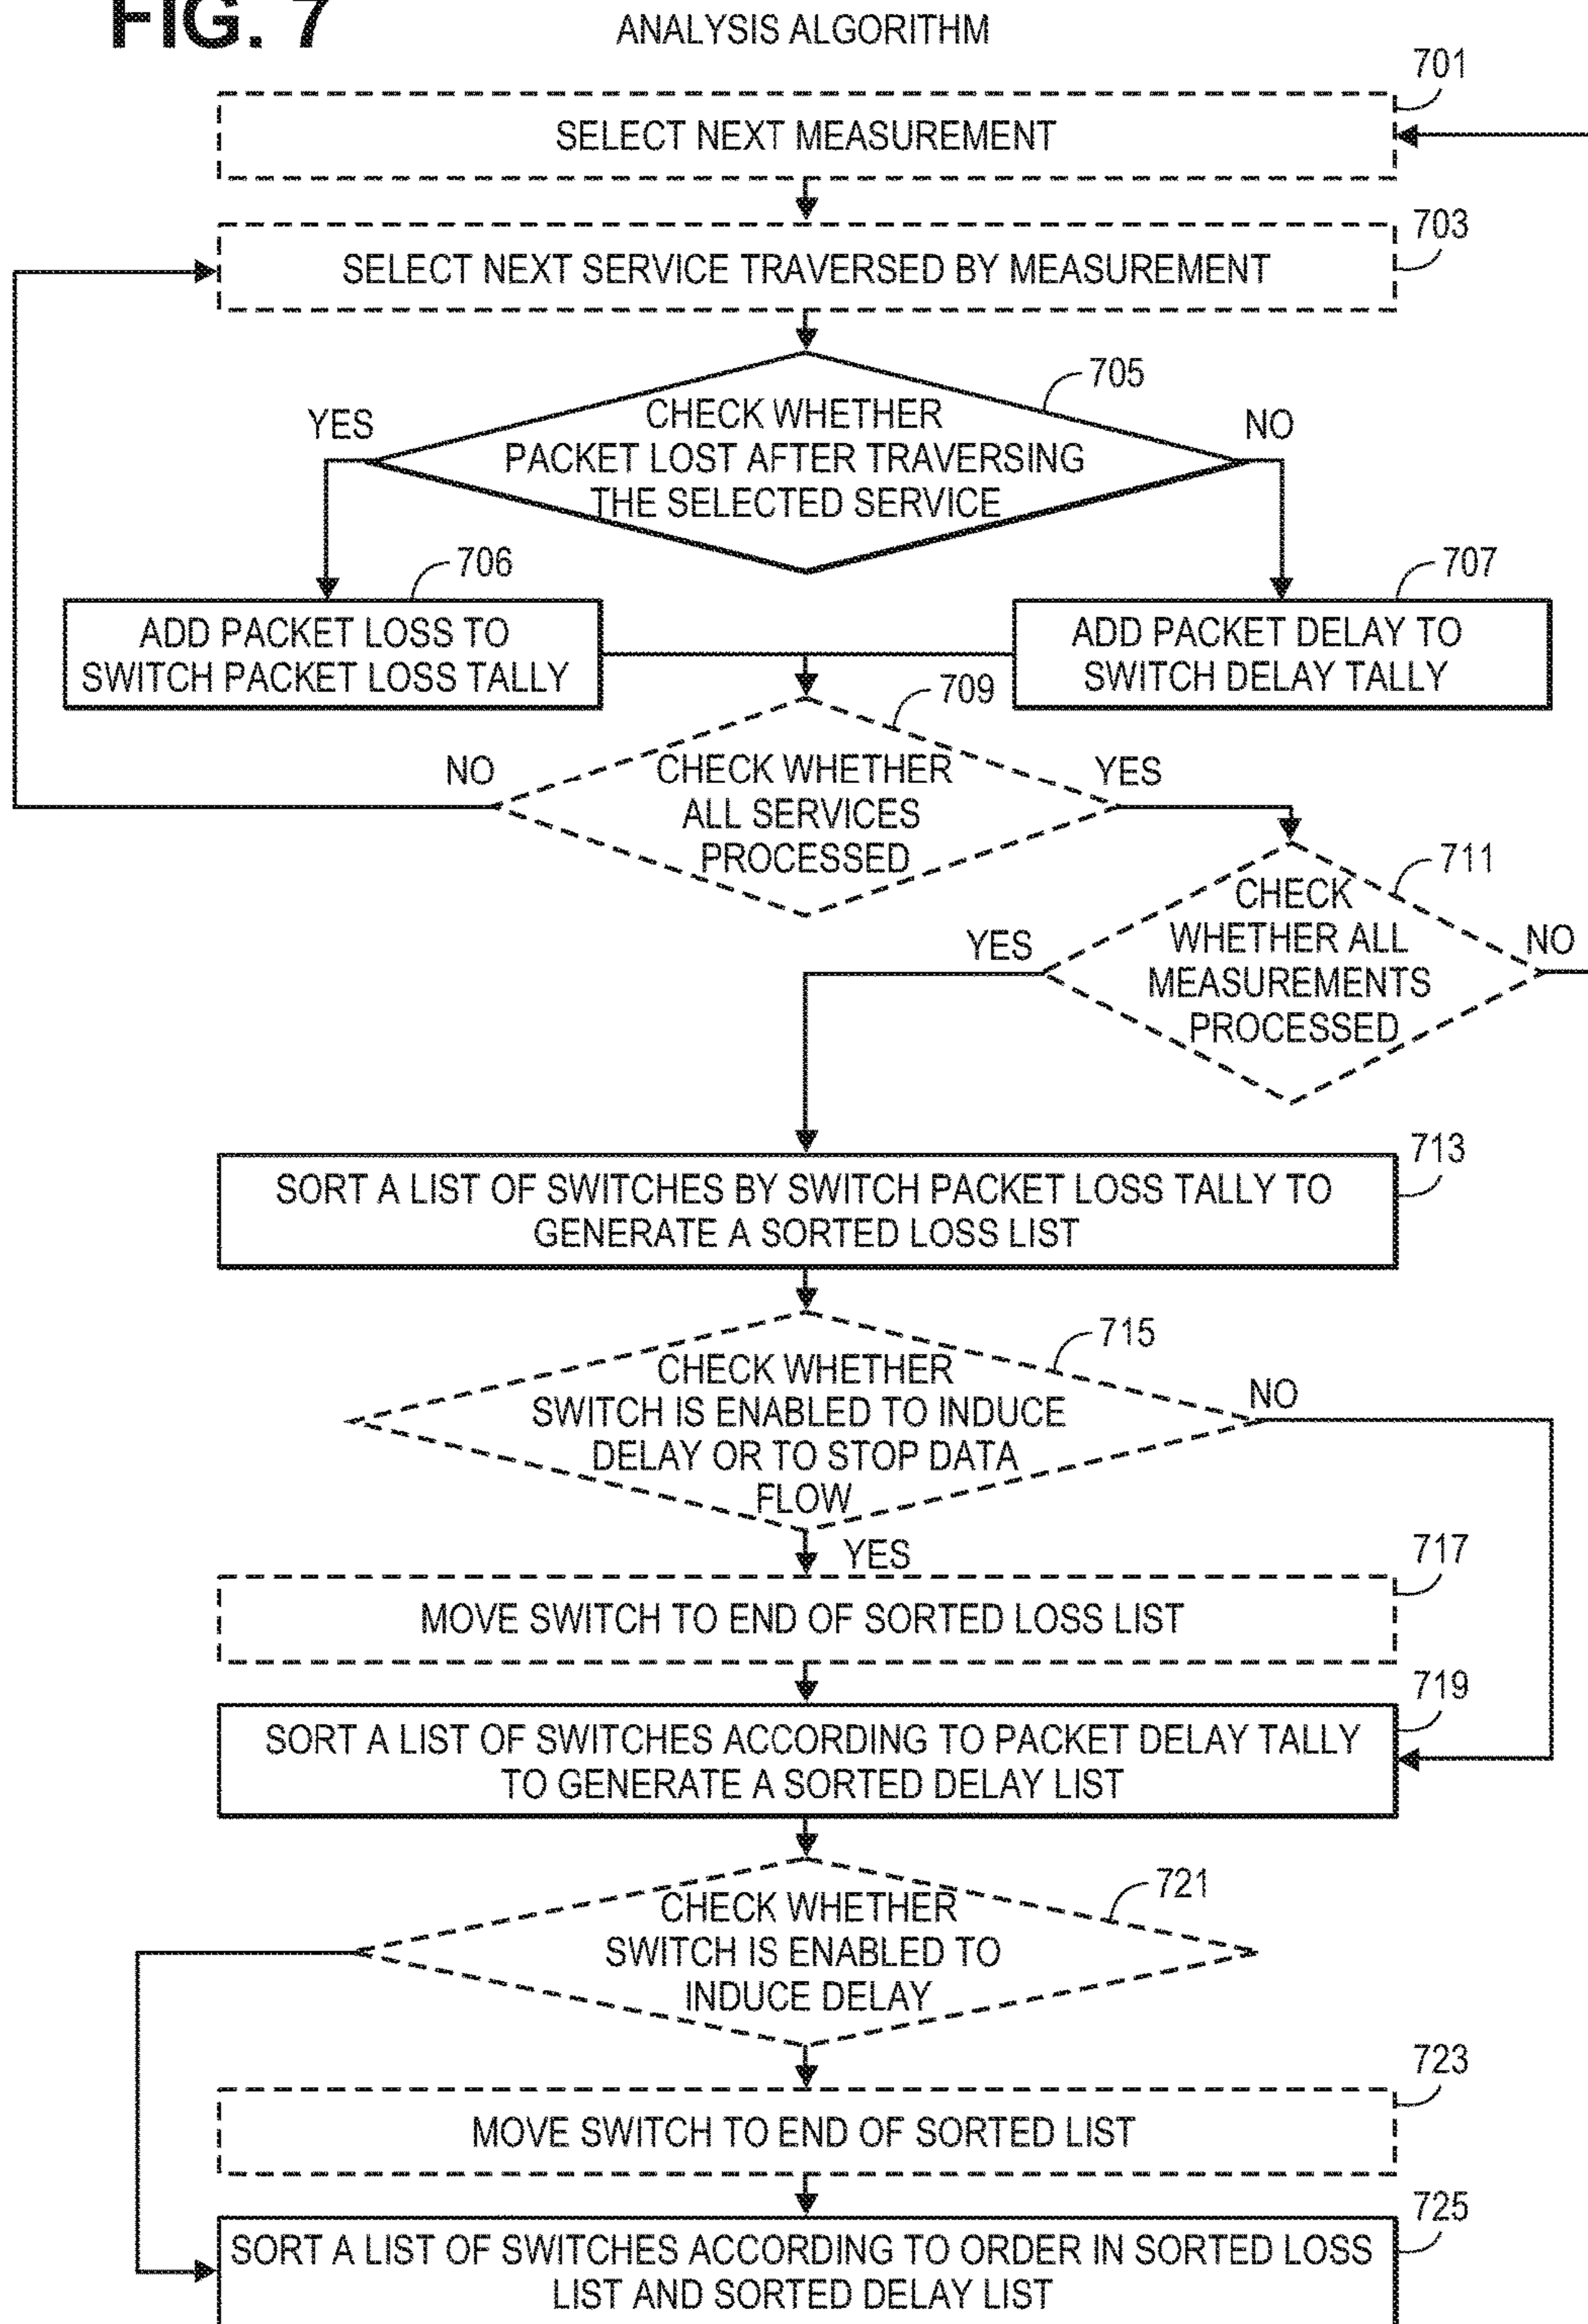 FIG. 7
ANALYSIS ALGORITHM
701
SELECT NEXT MEASUREMENT
703
SELECT NEXT SERVICE TRAVERSED BY MEASUREMENT
705
YES
NO
CHECK WHETHER
PACKET LOST AFTER TRAVERSING
THE SELECTED SERVICE
706
707
ADD PACKET LOSS TO
SWITCH PACKET LOSS TALLY
ADD PACKET DELAY TO
SWITCH DELAY TALLY
709
NO
YES
CHECK WHETHER
ALL SERVICES
PROCESSED
711
YES
NO
CHECK
WHETHER ALL
MEASUREMENTS
PROCESSED
713
SORT A LIST OF SWITCHES BY SWITCH PACKET LOSS TALLY TO
GENERATE A SORTED LOSS LIST
715
NO
CHECK WHETHER
SWITCH IS ENABLED TO INDUCE
DELAY OR TO STOP DATA
FLOW
YES
717
MOVE SWITCH TO END OF SORTED LOSS LIST
719
SORT A LIST OF SWITCHES ACCORDING TO PACKET DELAY TALLY
TO GENERATE A SORTED DELAY LIST
721
CHECK WHETHER
SWITCH IS ENABLED TO
INDUCE DELAY
723
MOVE SWITCH TO END OF SORTED LIST
725
SORT A LIST OF SWITCHES ACCORDING TO ORDER IN SORTED LOSS
LIST AND SORTED DELAY LIST